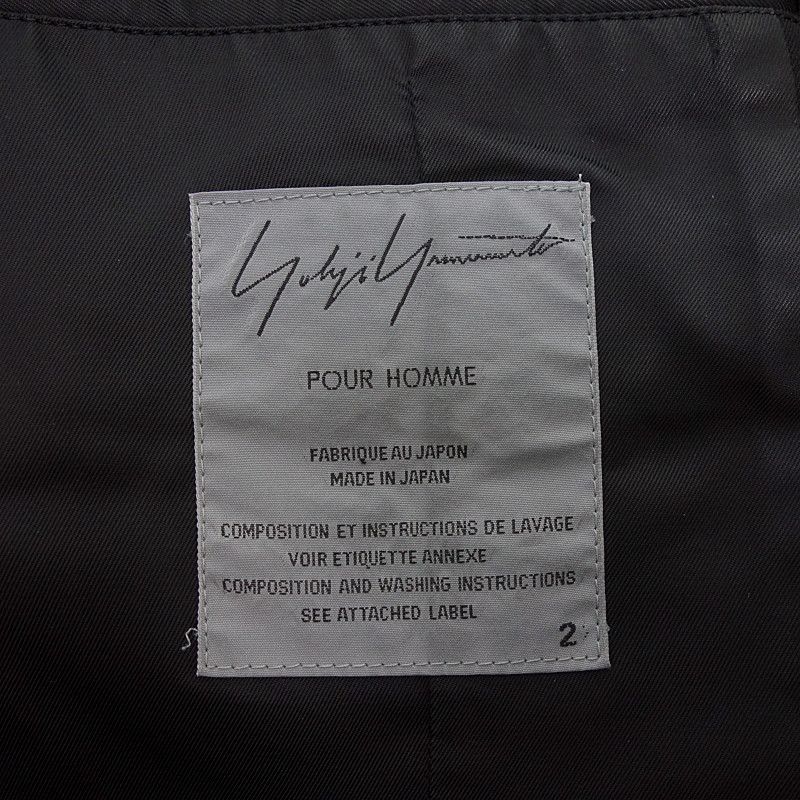 Yohji Yamamoto
POUR HOMME
FABRIQUE AU JAPON
MADE IN JAPAN
COMPOSITION ET INSTRUCTIONS DE LAVAGE
VOIR ETIQUETTE ANNEXE
COMPOSITION AND WASHING INSTRUCTIONS
SEE ATTACHED LABEL
2